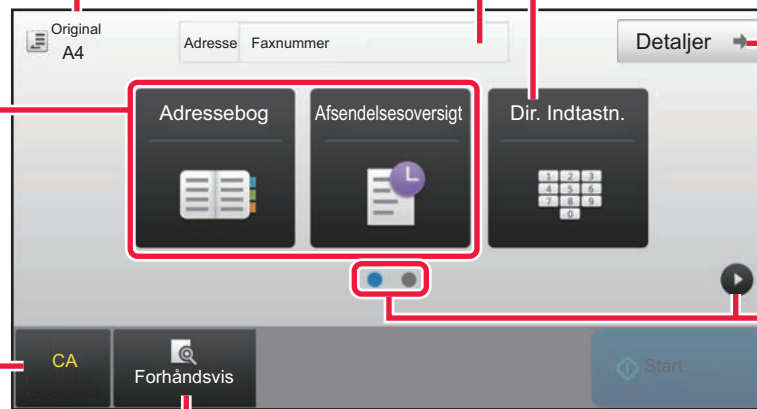 Original
A4
Adresse Faxnummer
Detaljer
Adressebog
Afsendelsesoversigt
Dir. Indtastn.
1 2 3
4 5 6
7 8 9
0
CA
Forhåndsvis
Start